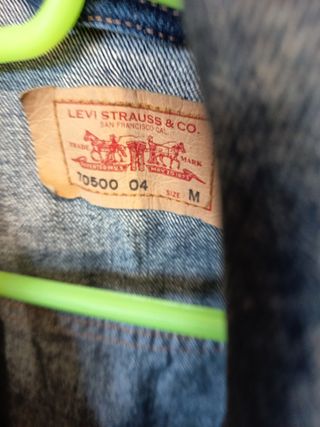 LEVI STRAUSS & CO.
SAN FRANCISCO CAL.
TRADE MARK
70500 04 SIZE M